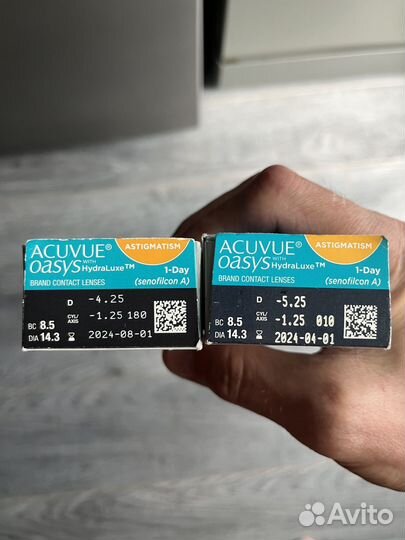 ACUVUE® ASTIGMATISM
oasys WITH HydraLuxe™ 1-Day
BRAND CONTACT LENSES (senofilcon A)
D -4.25
BC 8.5 CYL/AXIS -1.25 180
DIA 14.3 2024-08-01
ACUVUE® ASTIGMATISM
oasys WITH HydraLuxe™ 1-Day
BRAND CONTACT LENSES (senofilcon A)
D -5.25
BC 8.5 CYL/AXIS -1.25 010
DIA 14.3 2024-04-01
Avito